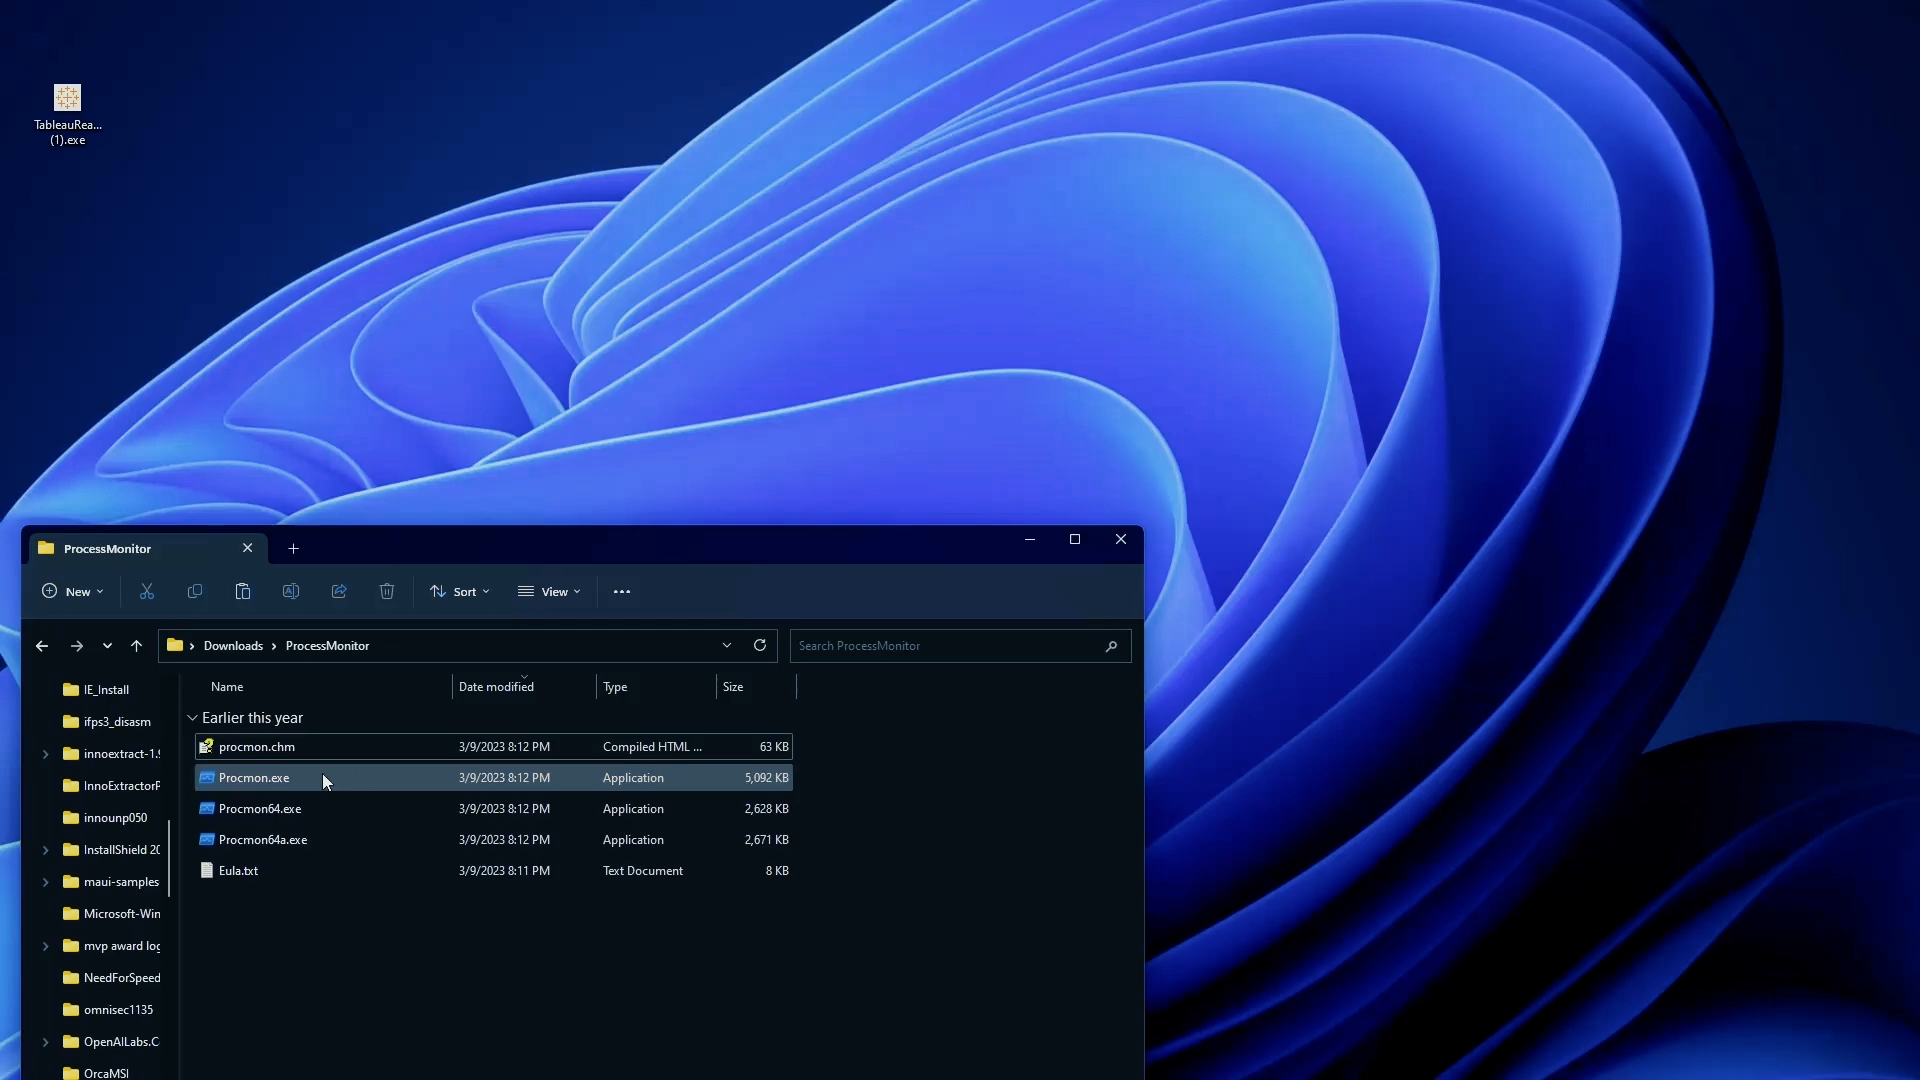 TableauRea...
(1).exe
ProcessMonitor
New
Sort
View
Downloads > ProcessMonitor
Search ProcessMonitor
IE_Install
ifps3_disasm
innoextract-1.9
InnoExtractorP
innounp050
InstallShield 20
maui-samples
Microsoft-Win
mvp award log
NeedForSpeed
omnisec1135
OpenAILabs.C
OrcaMSI
Name Date modified Type Size
Earlier this year
procmon.chm 3/9/2023 8:12 PM Compiled HTML ... 63 KB
Procmon.exe 3/9/2023 8:12 PM Application 5,092 KB
Procmon64.exe 3/9/2023 8:12 PM Application 2,628 KB
Procmon64a.exe 3/9/2023 8:12 PM Application 2,671 KB
Eula.txt 3/9/2023 8:11 PM Text Document 8 KB